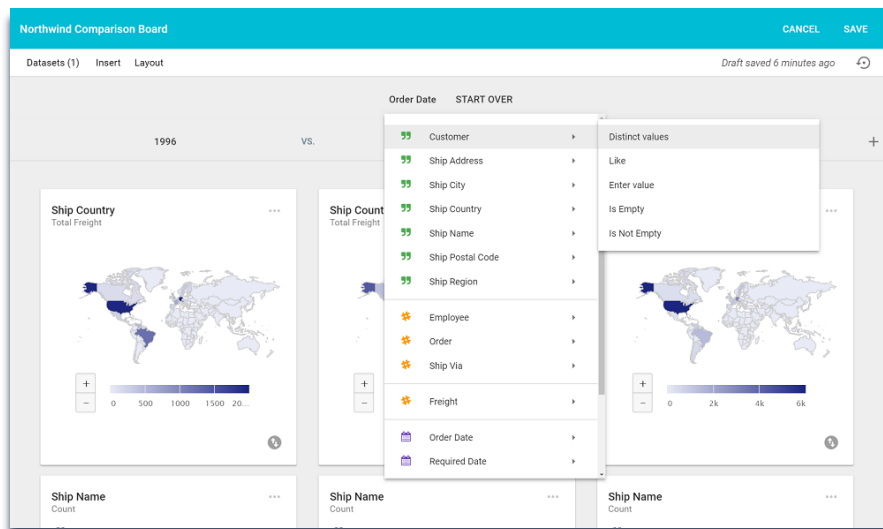 Northwind Comparison Board CANCEL SAVE
Datasets (1) Insert Layout Draft saved 6 minutes ago
Order Date START OVER
1996 VS. +
Customer
Ship Address
Ship City
Ship Country
Ship Name
Ship Postal Code
Ship Region
Employee
Order
Ship Via
Freight
Order Date
Required Date
Distinct values
Like
Enter value
Is Empty
Is Not Empty
Ship Country
Total Freight
+
−
0 500 1000 1500 20...
Ship Count
Total Freight
+
−
+
−
0 2k 4k 6k
Ship Name
Count
Ship Name
Count
Ship Name
Count